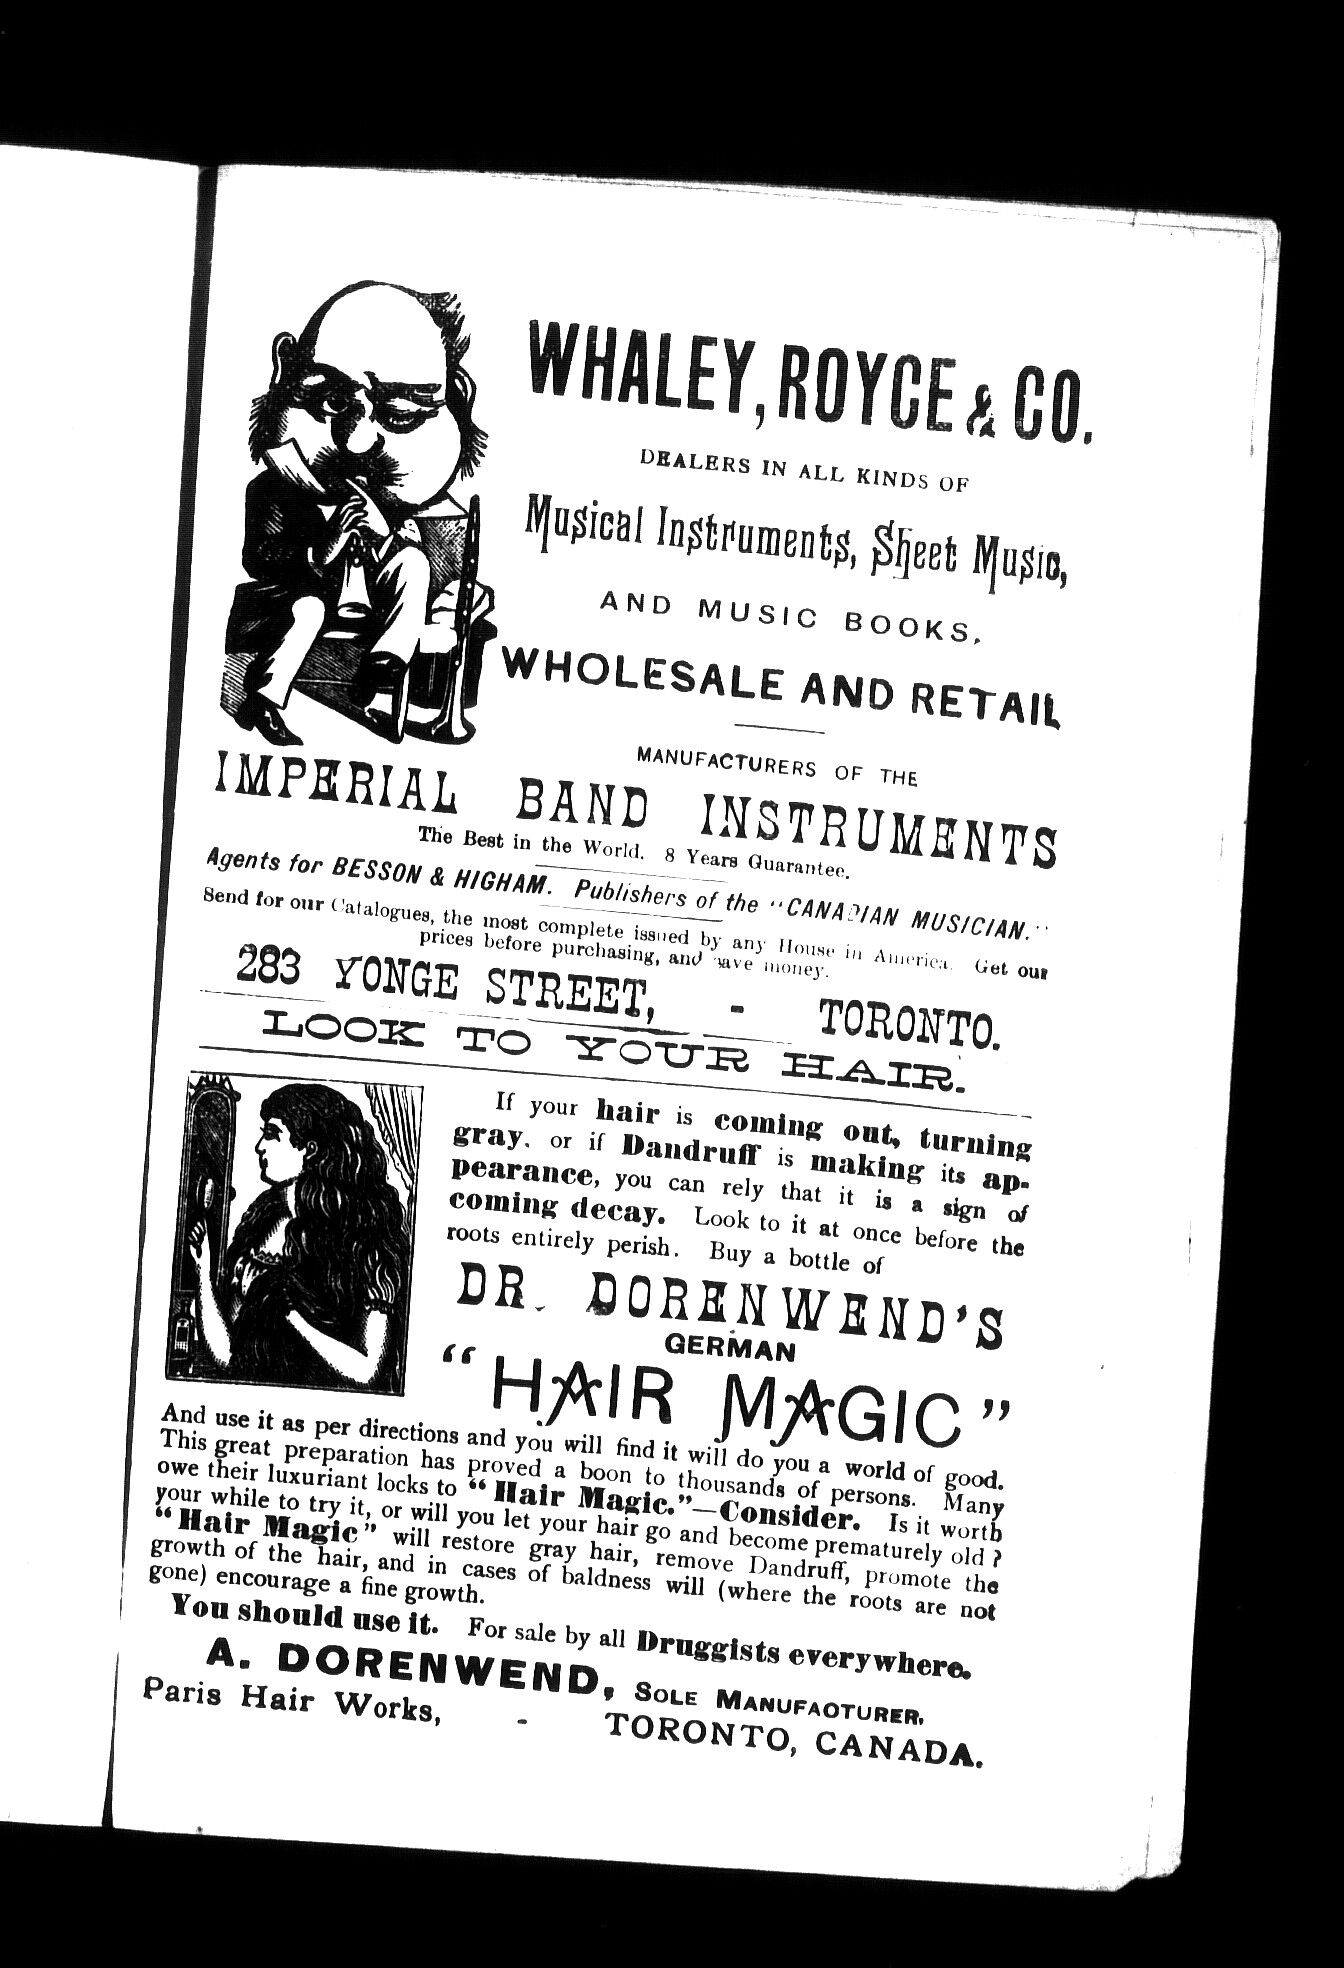 WHALEY, ROYCE & CO.
DEALERS IN ALL KINDS OF
Musical Instruments, Sheet Music,
AND MUSIC BOOKS,
WHOLESALE AND RETAIL
MANUFACTURERS OF THE
IMPERIAL BAND INSTRUMENTS
The Best in the World. 8 Years Guarantee.
Agents for BESSON & HIGHAM. Publishers of the "CANADIAN MUSICIAN."
Send for our Catalogues, the most complete issued by any House in America. Get our
prices before purchasing, and save money.
283 YONGE STREET, - TORONTO.
LOOK TO YOUR HAIR.
If your hair is coming out, turning
gray, or if Dandruff is making its ap-
pearance, you can rely that it is a sign of
coming decay. Look to it at once before the
roots entirely perish. Buy a bottle of
DR. DORENWEND'S
GERMAN
"HAIR MAGIC"
And use it as per directions and you will find it will do you a world of good.
This great preparation has proved a boon to thousands of persons. Many
owe their luxuriant locks to "Hair Magic."—Consider. Is it worth
your while to try it, or will you let your hair go and become prematurely old?
"Hair Magic" will restore gray hair, remove Dandruff, promote the
growth of the hair, and in cases of baldness will (where the roots are not
gone) encourage a fine growth.
You should use it. For sale by all Druggists everywhere.
A. DORENWEND, SOLE MANUFACTURER,
Paris Hair Works, - TORONTO, CANADA.